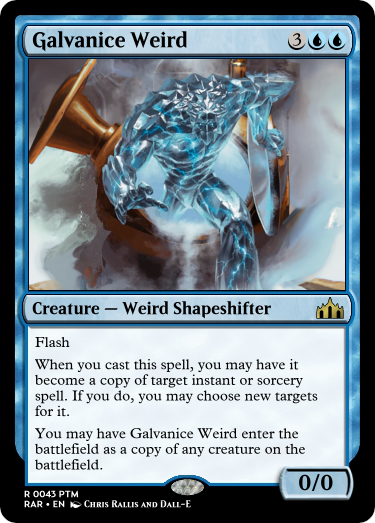 Galvanice Weird
3
Creature — Weird Shapeshifter
Flash
When you cast this spell, you may have it
become a copy of target instant or sorcery
spell. If you do, you may choose new targets
for it.
You may have Galvanice Weird enter the
battlefield as a copy of any creature on the
battlefield.
0/0
R 0043 PTM
RAR • EN Chris Rallis and Dall-E